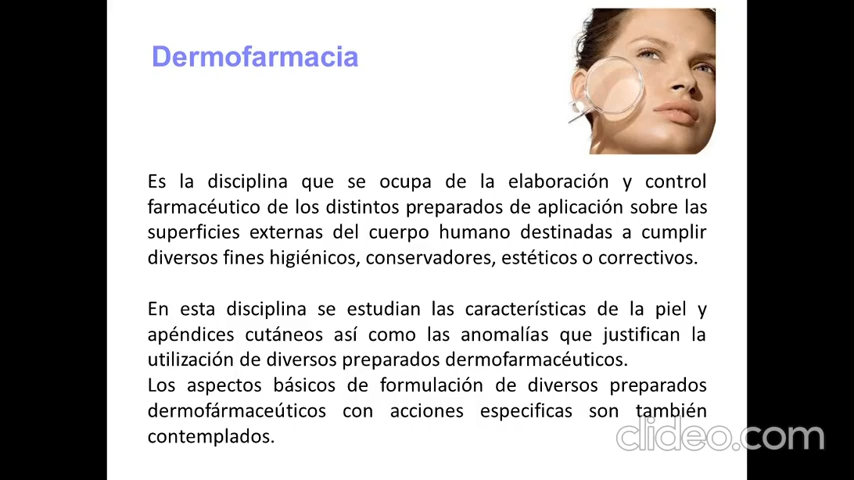 Dermofarmacia
Es la disciplina que se ocupa de la elaboración y control
farmacéutico de los distintos preparados de aplicación sobre las
superficies externas del cuerpo humano destinadas a cumplir
diversos fines higiénicos, conservadores, estéticos o correctivos.
En esta disciplina se estudian las características de la piel y
apéndices cutáneos así como las anomalías que justifican la
utilización de diversos preparados dermofarmacéuticos.
Los aspectos básicos de formulación de diversos preparados
dermofármaceúticos con acciones especificas son también
contemplados.
clideo.com